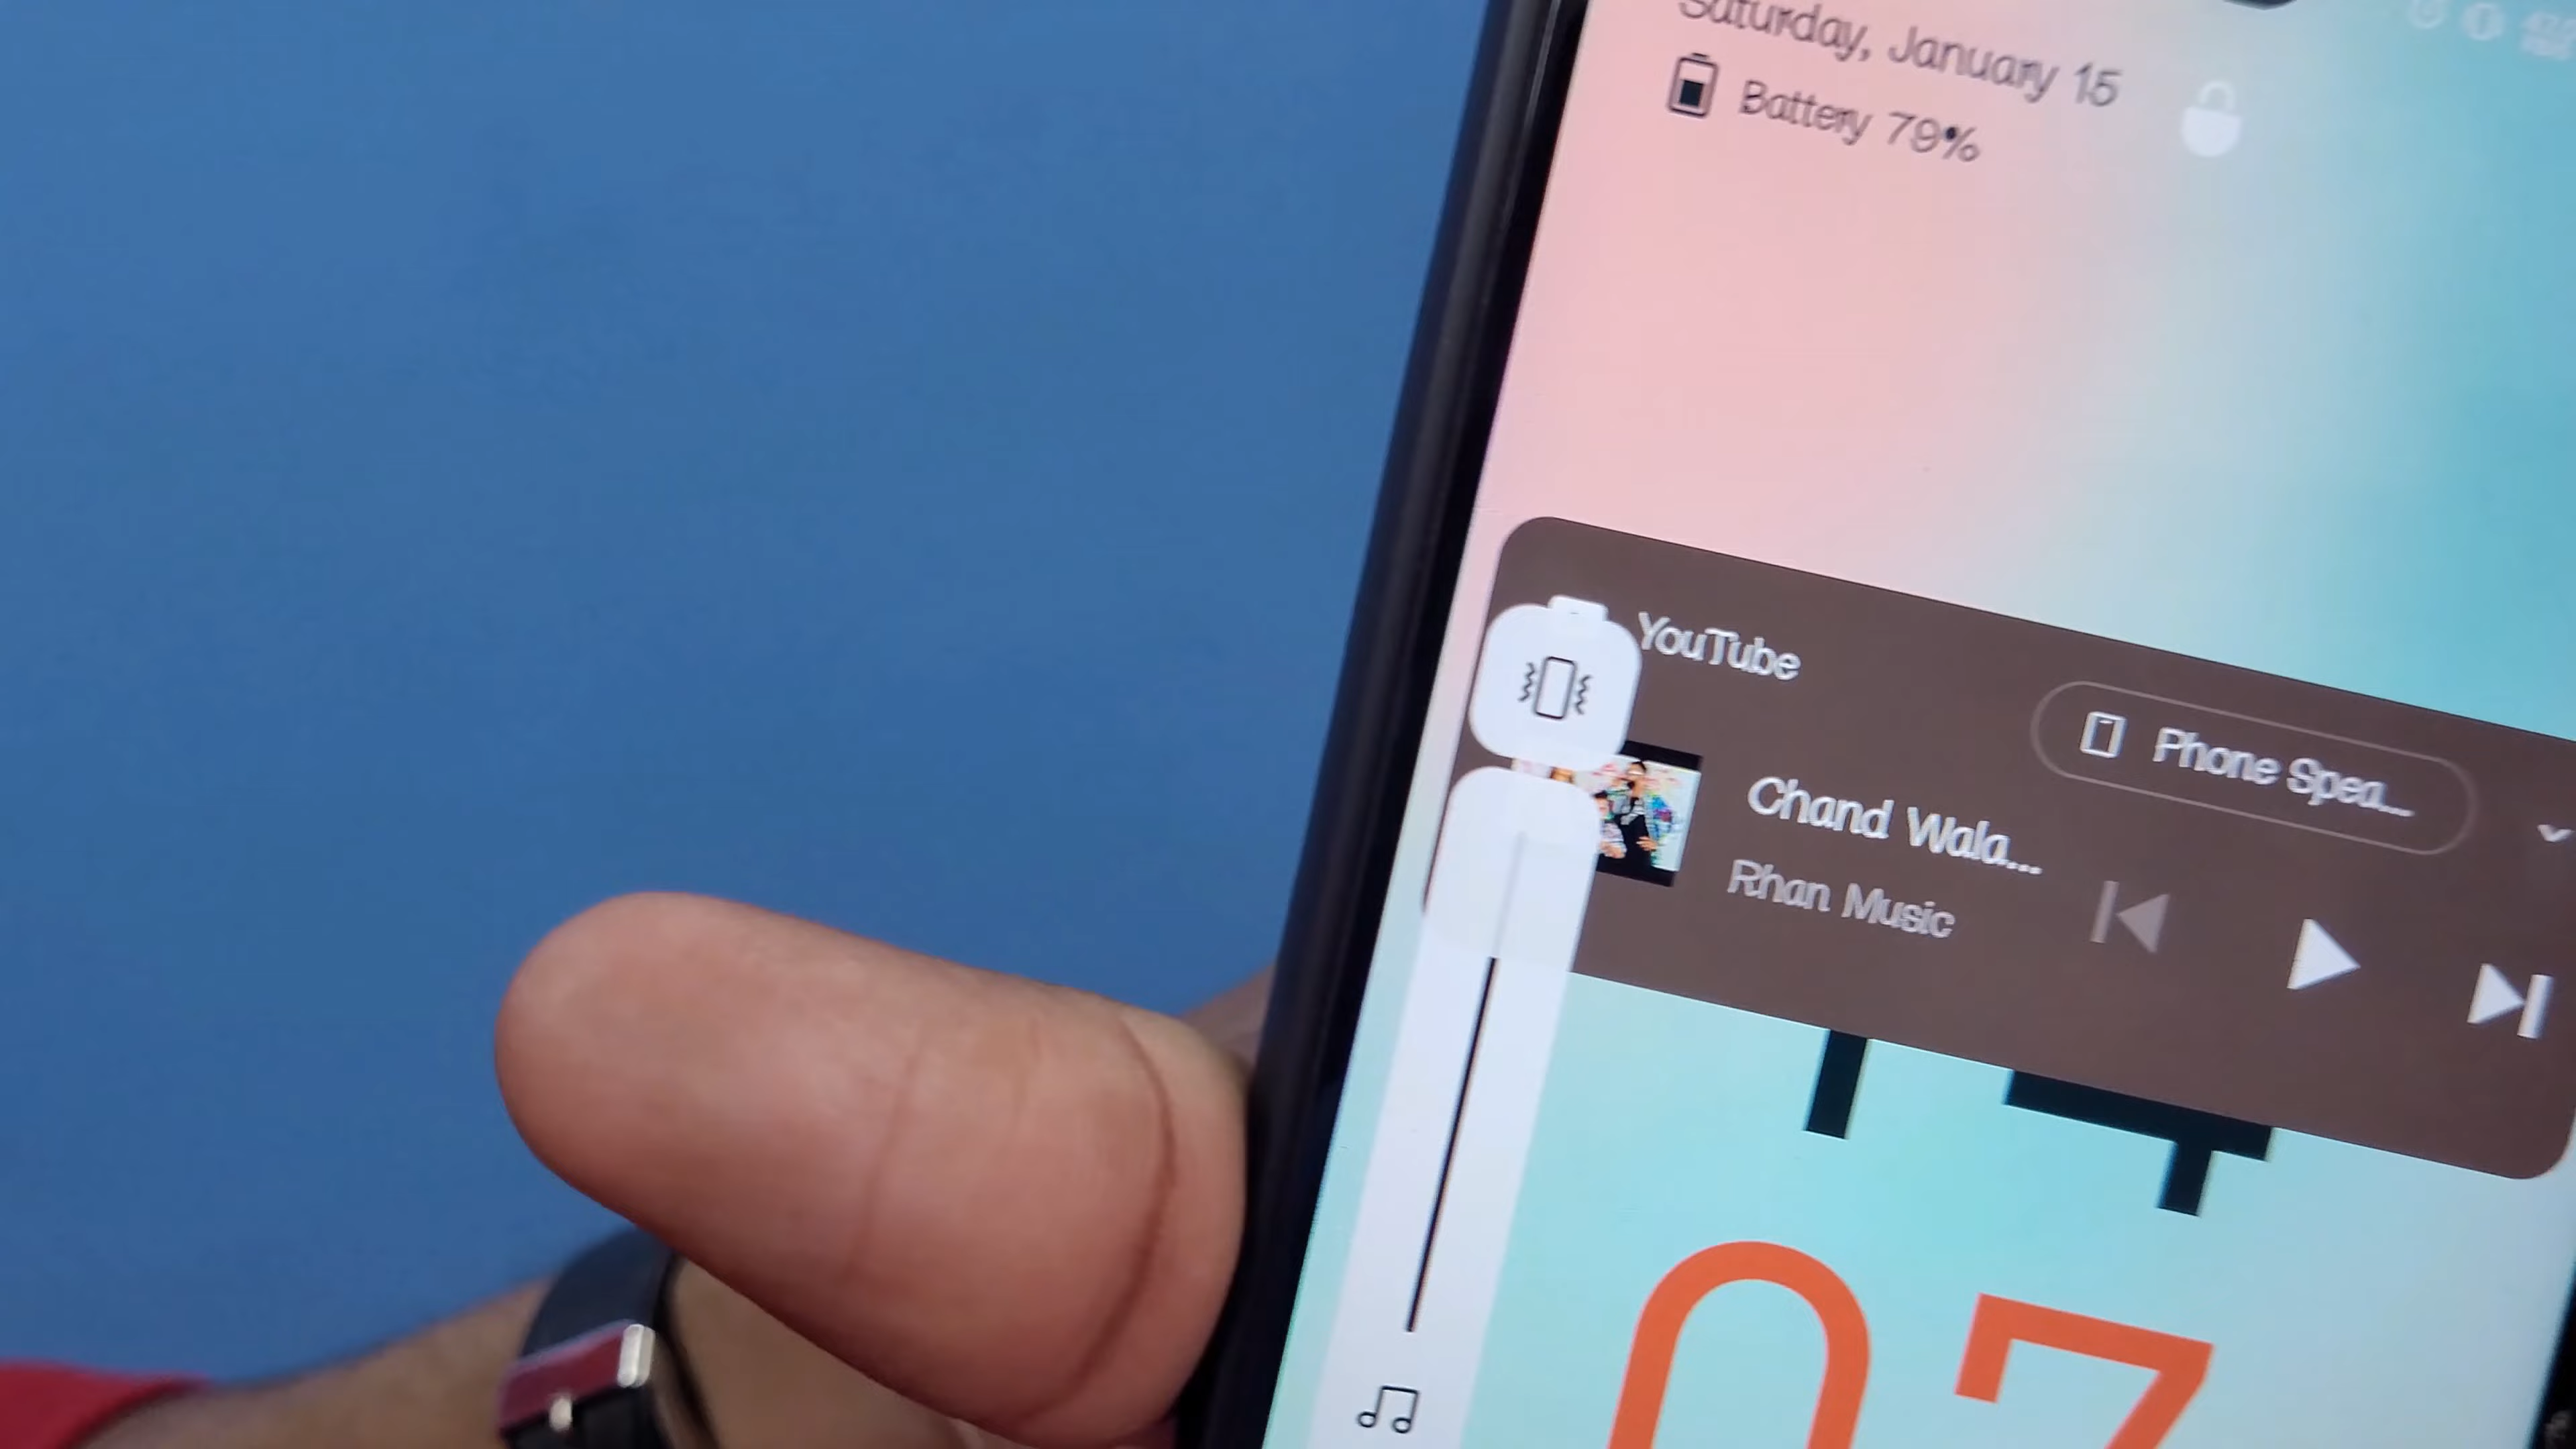 Saturday, January 15
Battery 79%
YouTube
Phone Spea...
Chand Wala...
Rhan Music
07